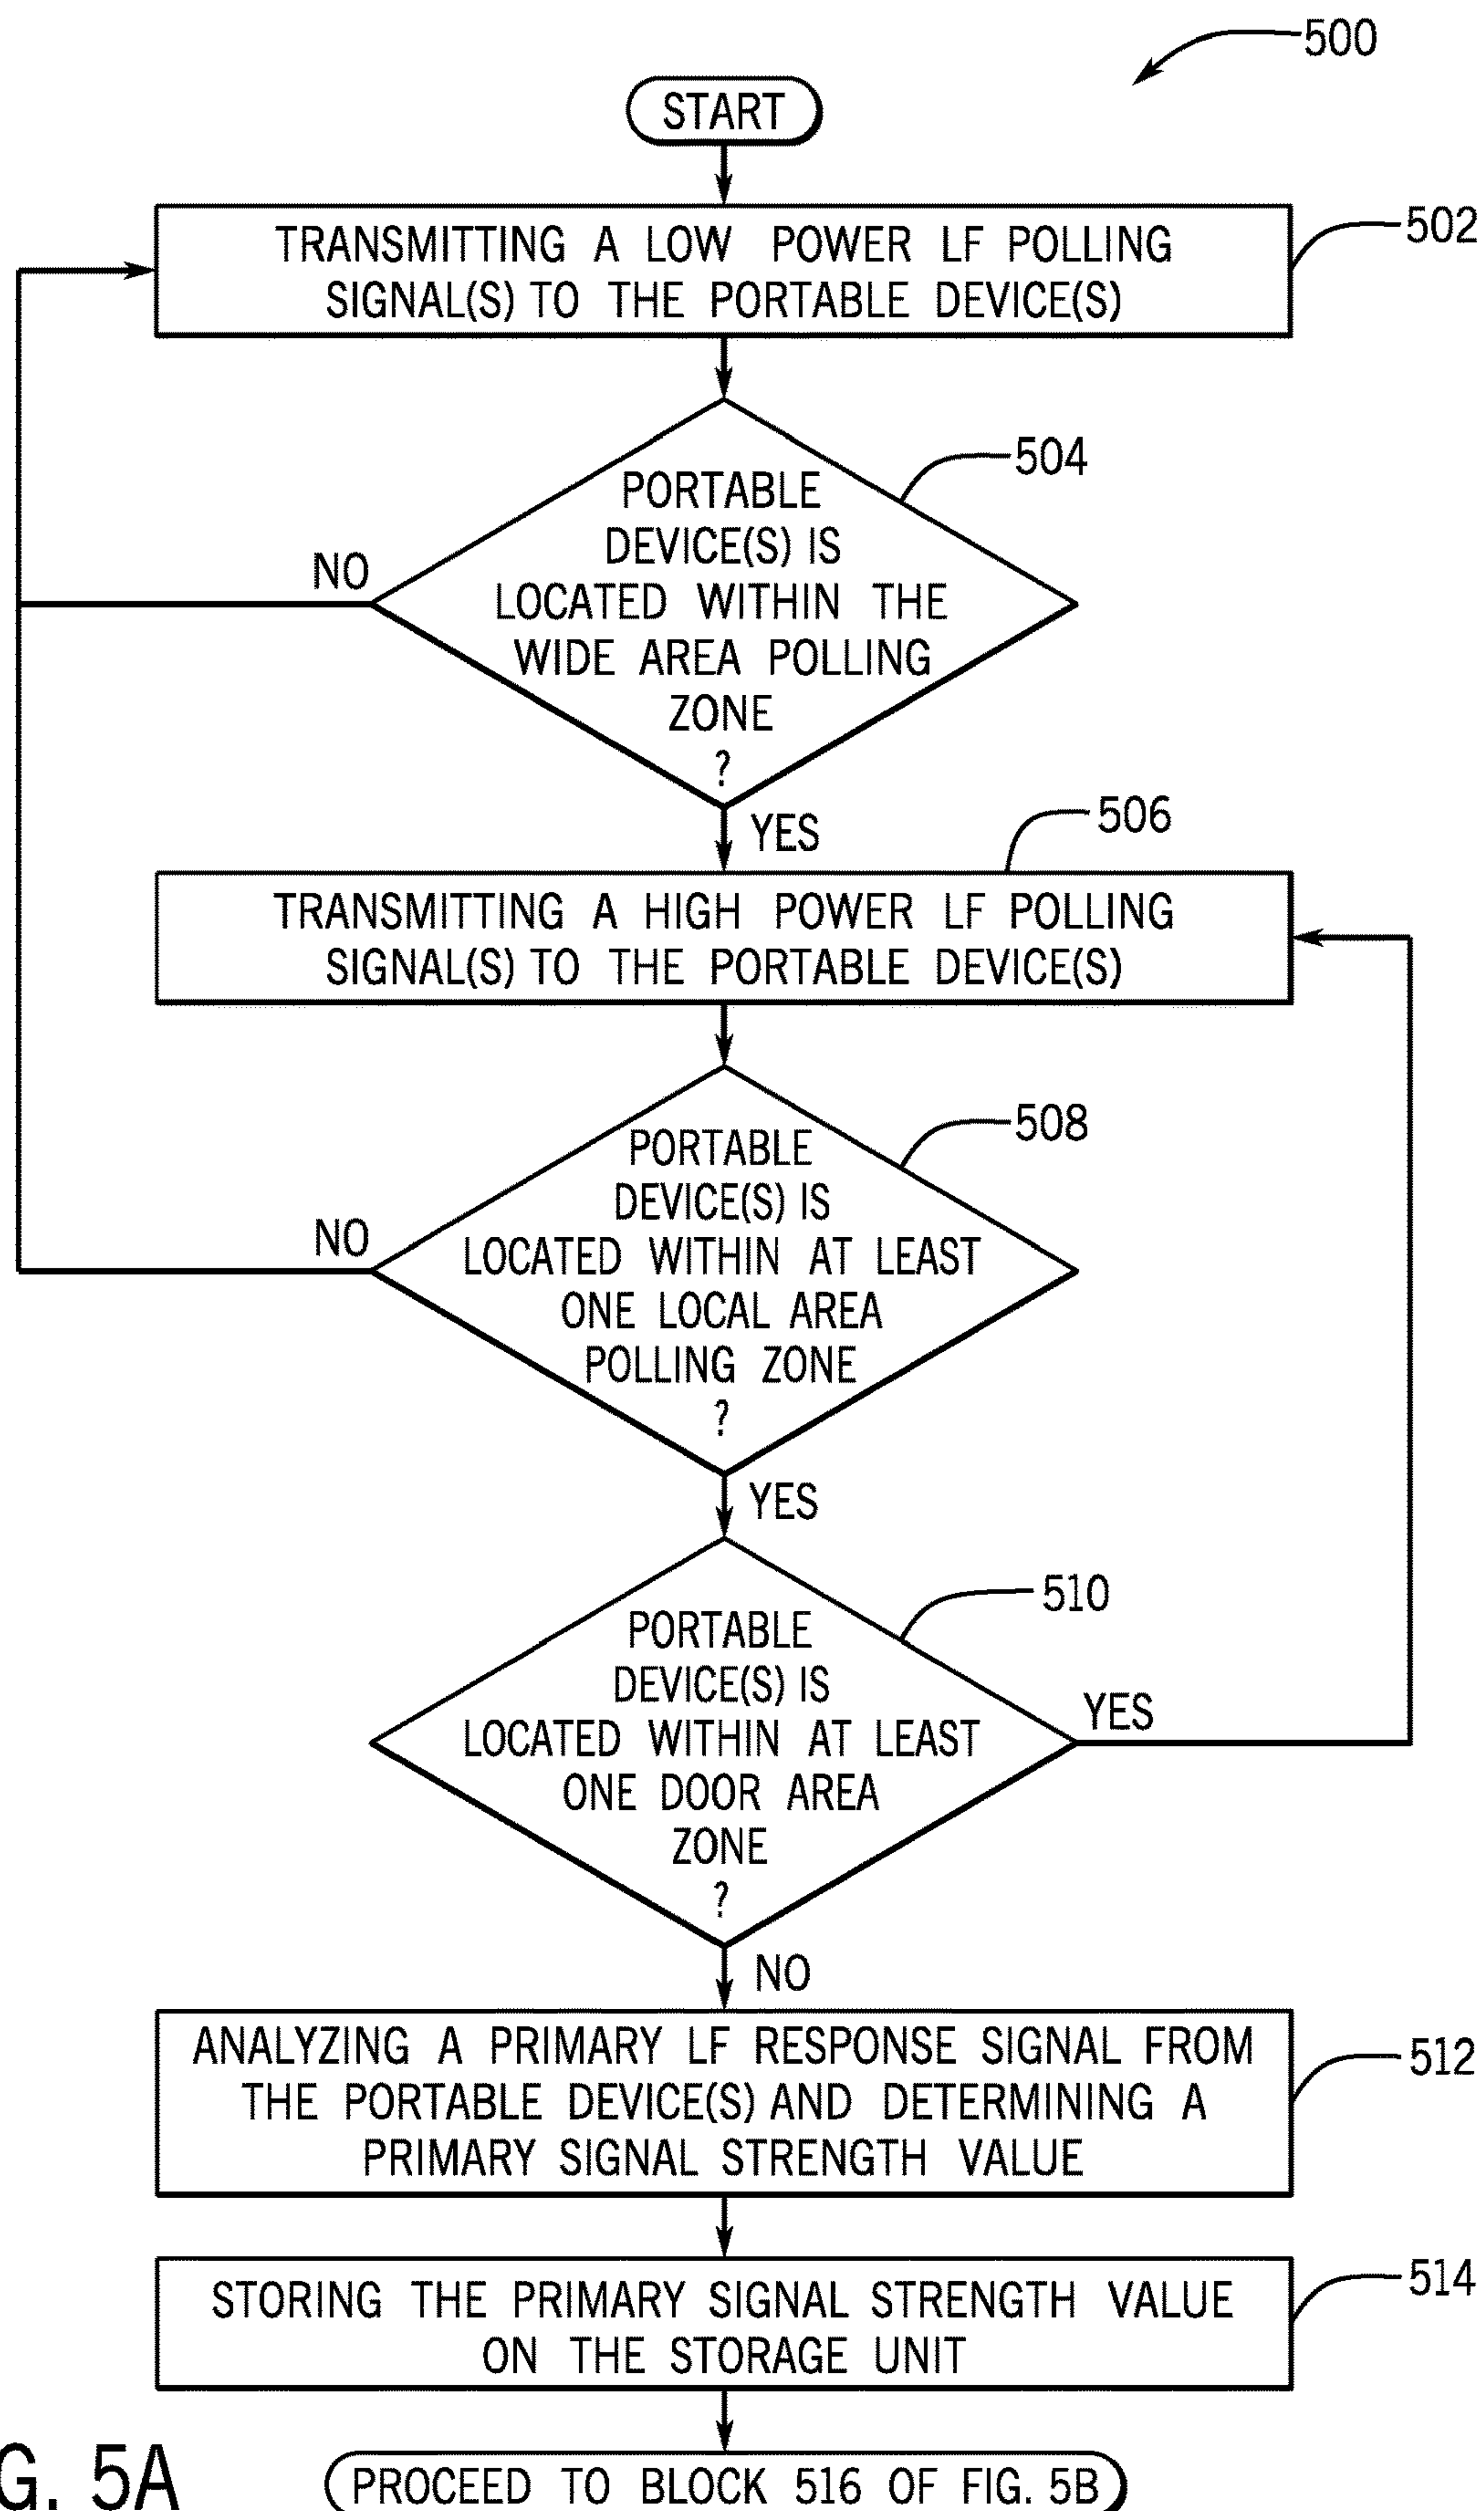 500
START
TRANSMITTING A LOW POWER LF POLLING
SIGNAL(S) TO THE PORTABLE DEVICE(S)
502
504
PORTABLE
DEVICE(S) IS
LOCATED WITHIN THE
WIDE AREA POLLING
ZONE
?
NO
YES
506
TRANSMITTING A HIGH POWER LF POLLING
SIGNAL(S) TO THE PORTABLE DEVICE(S)
508
PORTABLE
DEVICE(S) IS
LOCATED WITHIN AT LEAST
ONE LOCAL AREA
POLLING ZONE
?
NO
YES
510
PORTABLE
DEVICE(S) IS
LOCATED WITHIN AT LEAST
ONE DOOR AREA
ZONE
?
YES
NO
ANALYZING A PRIMARY LF RESPONSE SIGNAL FROM
THE PORTABLE DEVICE(S) AND DETERMINING A
PRIMARY SIGNAL STRENGTH VALUE
512
STORING THE PRIMARY SIGNAL STRENGTH VALUE
ON THE STORAGE UNIT
514
G. 5A
PROCEED TO BLOCK 516 OF FIG. 5B